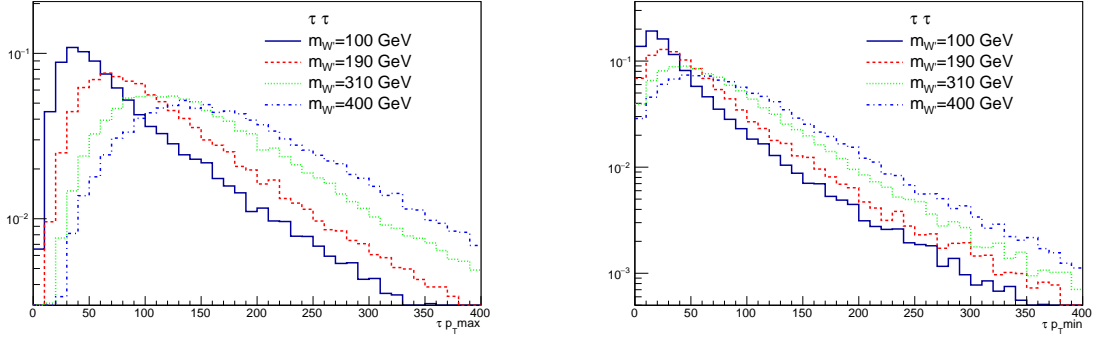 τ τ
m_W'=100 GeV
m_W'=190 GeV
m_W'=310 GeV
m_W'=400 GeV
10⁻¹
10⁻²
0 50 100 150 200 250 300 350 400
τ p_T max
τ τ
m_W'=100 GeV
m_W'=190 GeV
m_W'=310 GeV
m_W'=400 GeV
10⁻¹
10⁻²
10⁻³
0 50 100 150 200 250 300 350 400
τ p_T min